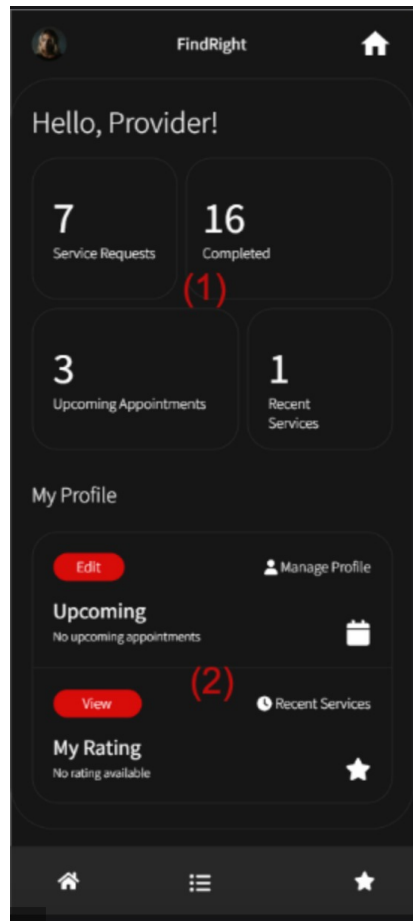 FindRight
Hello, Provider!
7
Service Requests
16
Completed
(1)
3
Upcoming Appointments
1
Recent
Services
My Profile
Edit
Manage Profile
Upcoming
No upcoming appointments
(2)
View
Recent Services
My Rating
No rating available